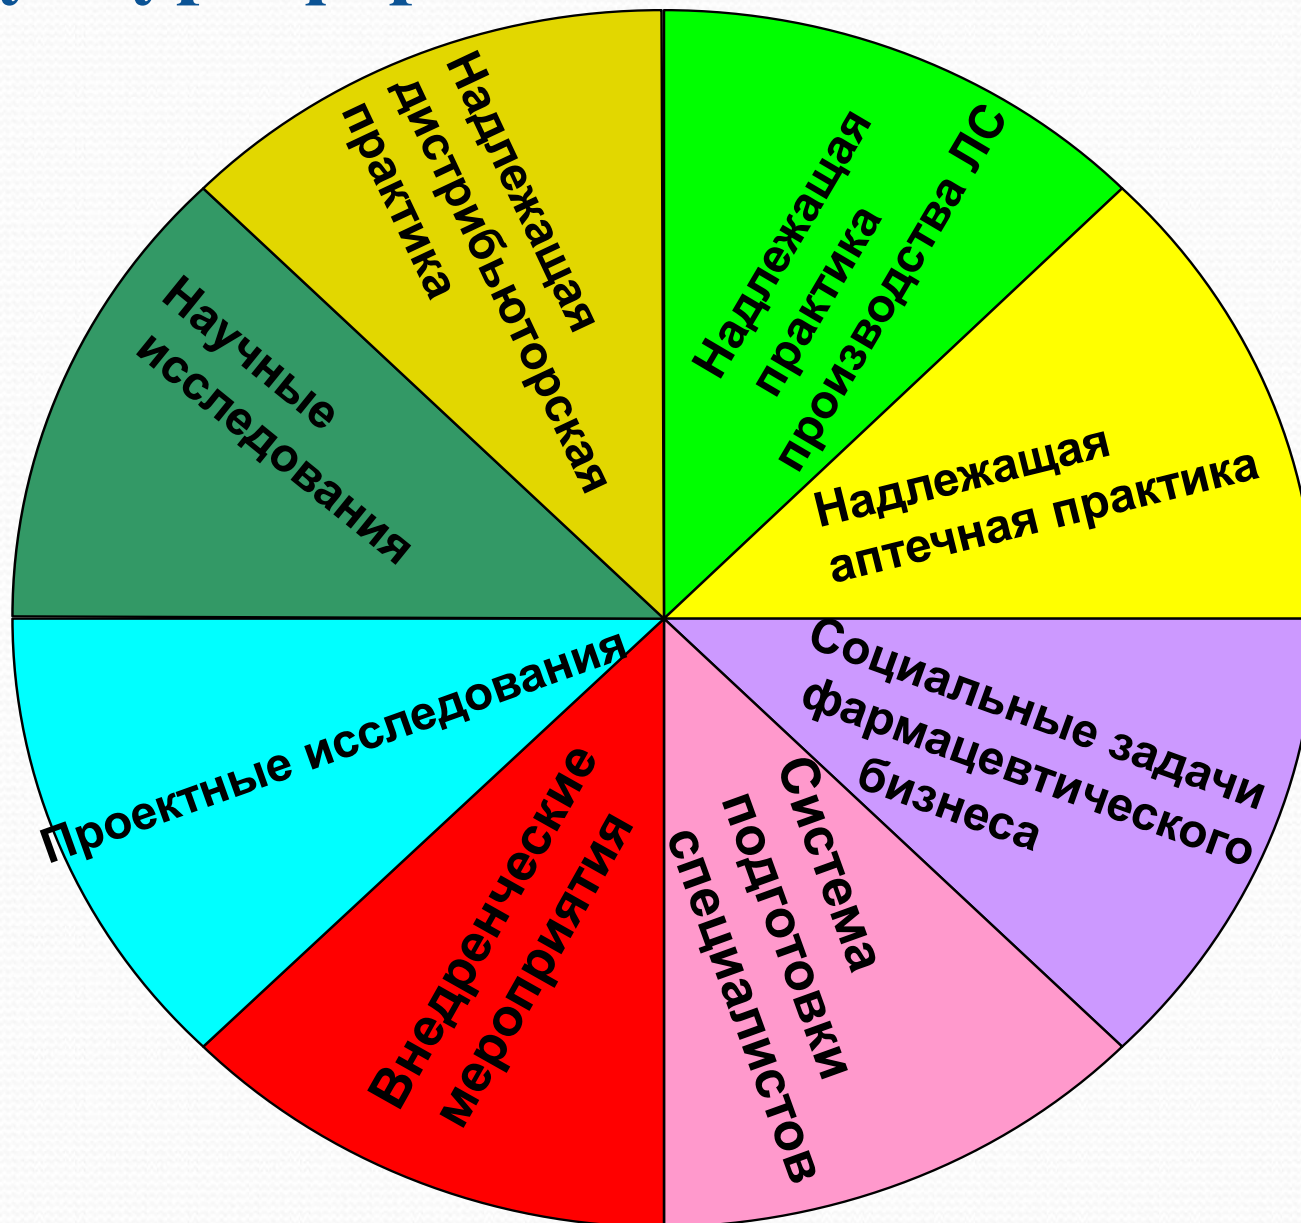 Надлежащая
практика
производства ЛС
Надлежащая
аптечная практика
Социальные задачи
фармацевтического
бизнеса
Система
подготовки
специалистов
Внедренческие
мероприятия
Проектные исследования
Научные
исследования
Надлежащая
дистрибьюторская
практика